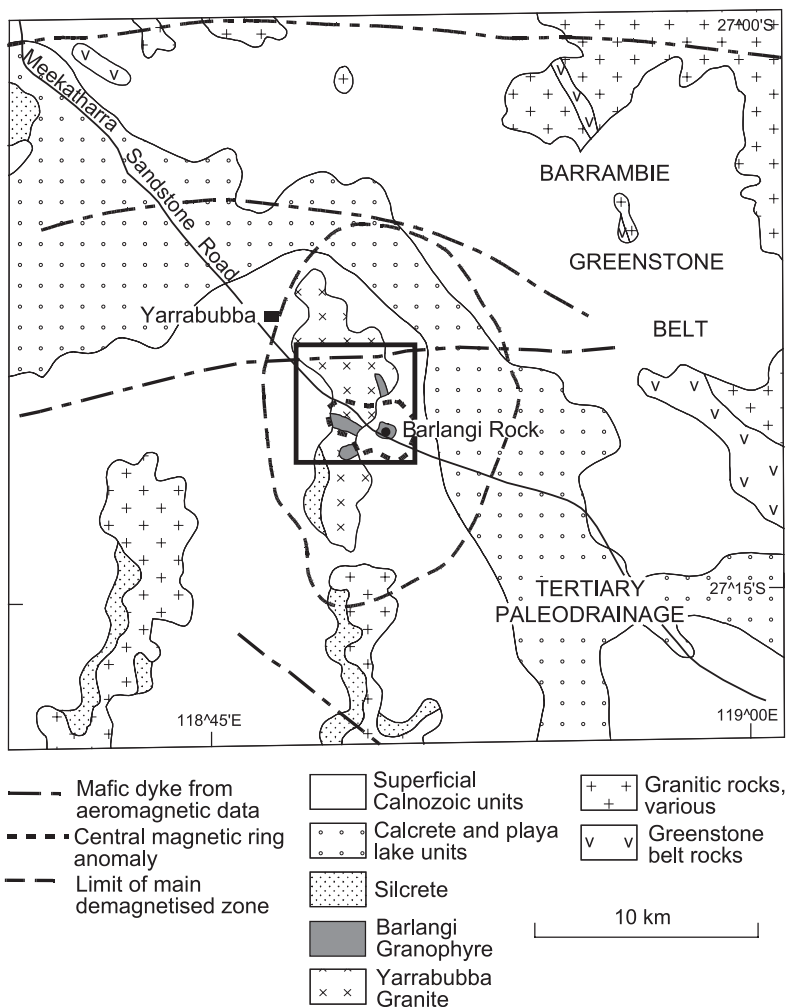 27^00'S
Meekatharra Sandstone Road
BARRAMBIE
GREENSTONE
BELT
Yarrabubba
Barlangi Rock
TERTIARY
PALEODRAINAGE
27^15'S
118^45'E
119^00'E
Mafic dyke from
aeromagnetic data
Central magnetic ring
anomaly
Limit of main
demagnetised zone
Superficial
Calnozoic units
Calcrete and playa
lake units
Silcrete
Barlangi
Granophyre
Yarrabubba
Granite
Granitic rocks,
various
Greenstone
belt rocks
10 km